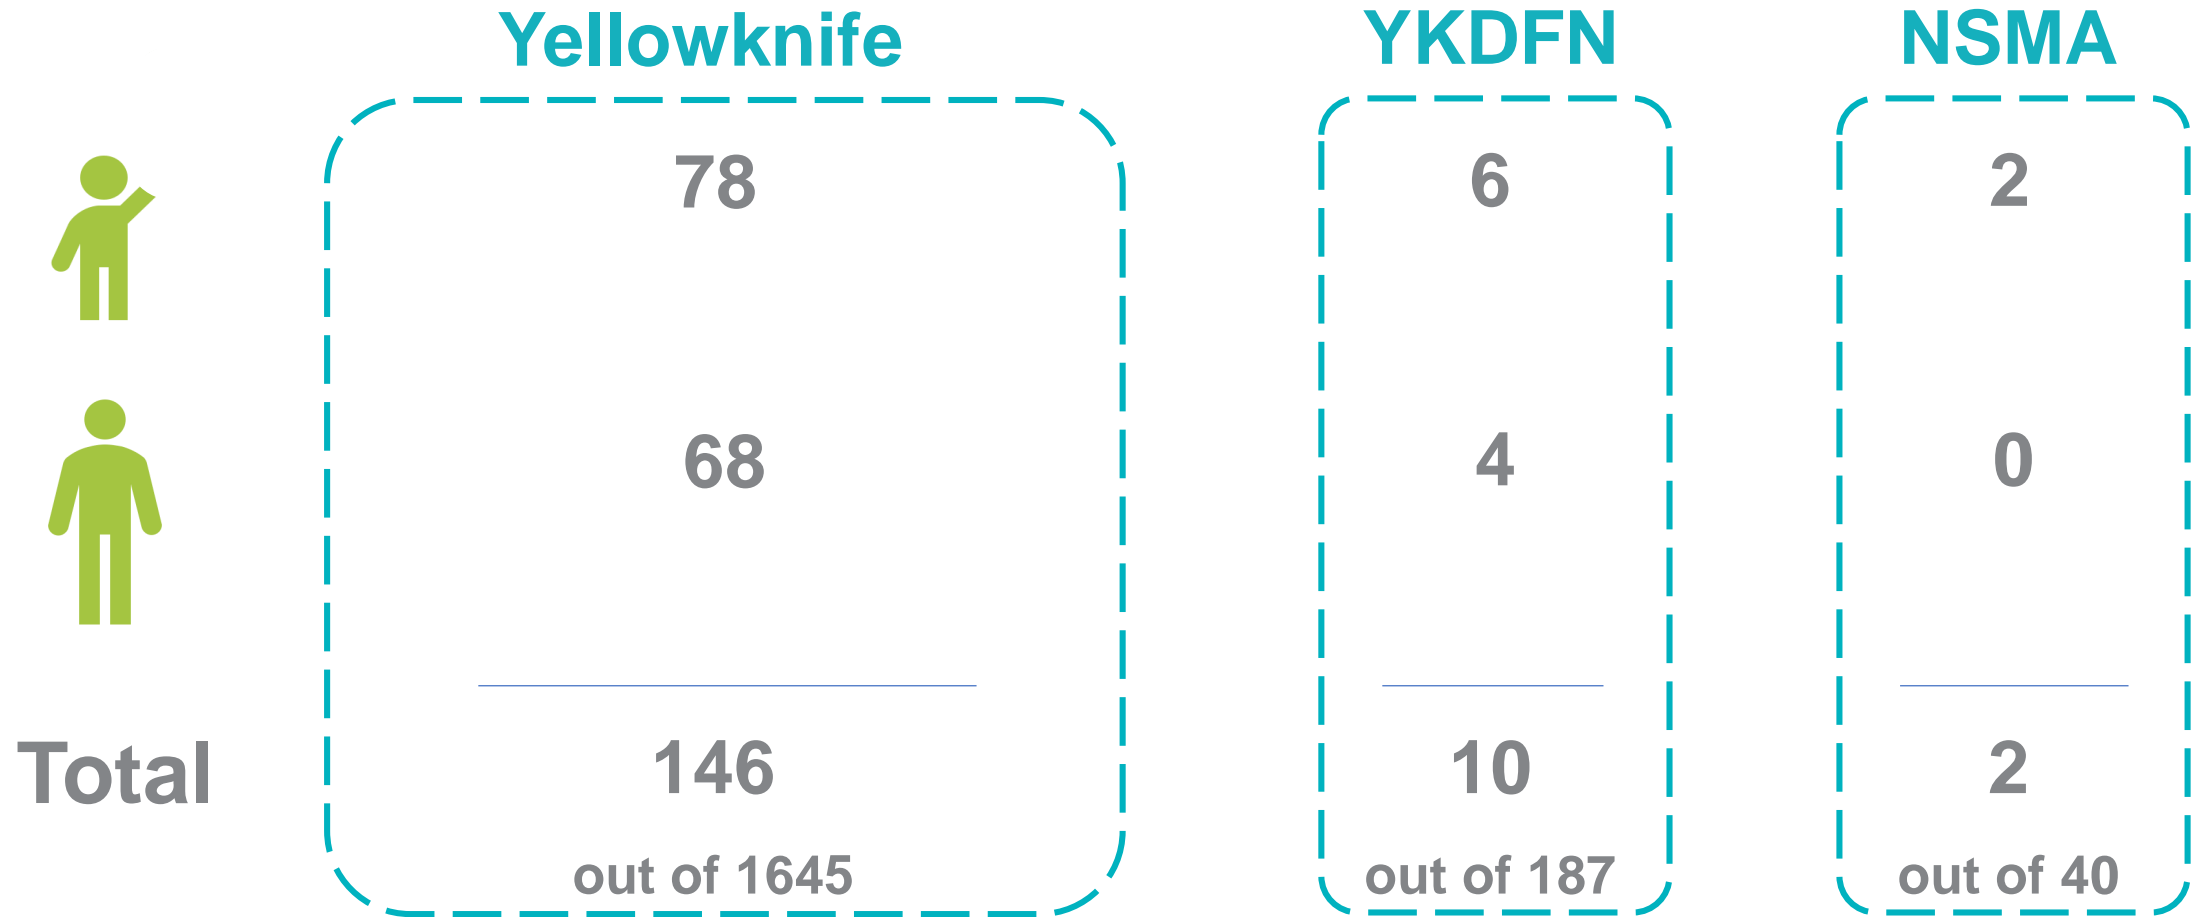 Yellowknife YKDFN NSMA
78 6 2
68 4 0
Total 146 10 2
out of 1645 out of 187 out of 40